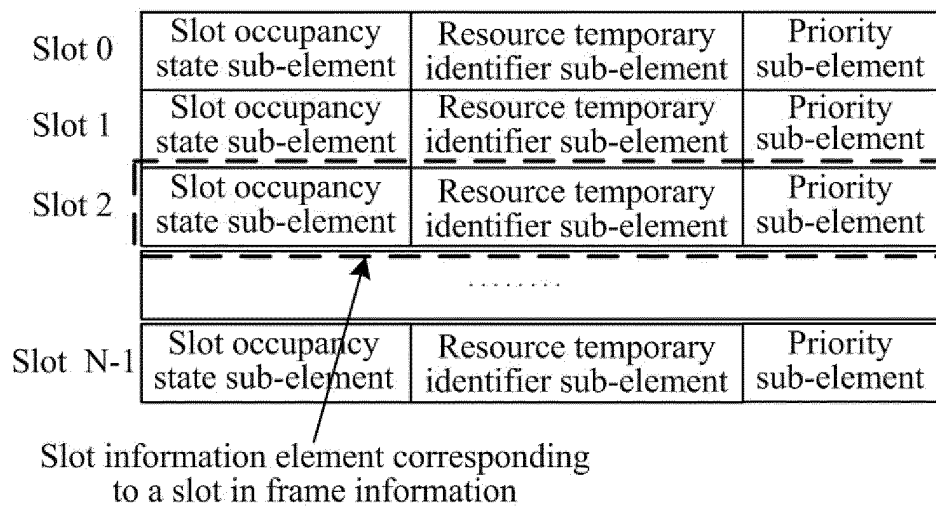 Slot 0
Slot occupancy
state sub-element
Resource temporary
identifier sub-element
Priority
sub-element
Slot 1
Slot occupancy
state sub-element
Resource temporary
identifier sub-element
Priority
sub-element
Slot 2
Slot occupancy
state sub-element
Resource temporary
identifier sub-element
Priority
sub-element
........
Slot N-1
Slot occupancy
state sub-element
Resource temporary
identifier sub-element
Priority
sub-element
Slot information element corresponding
to a slot in frame information